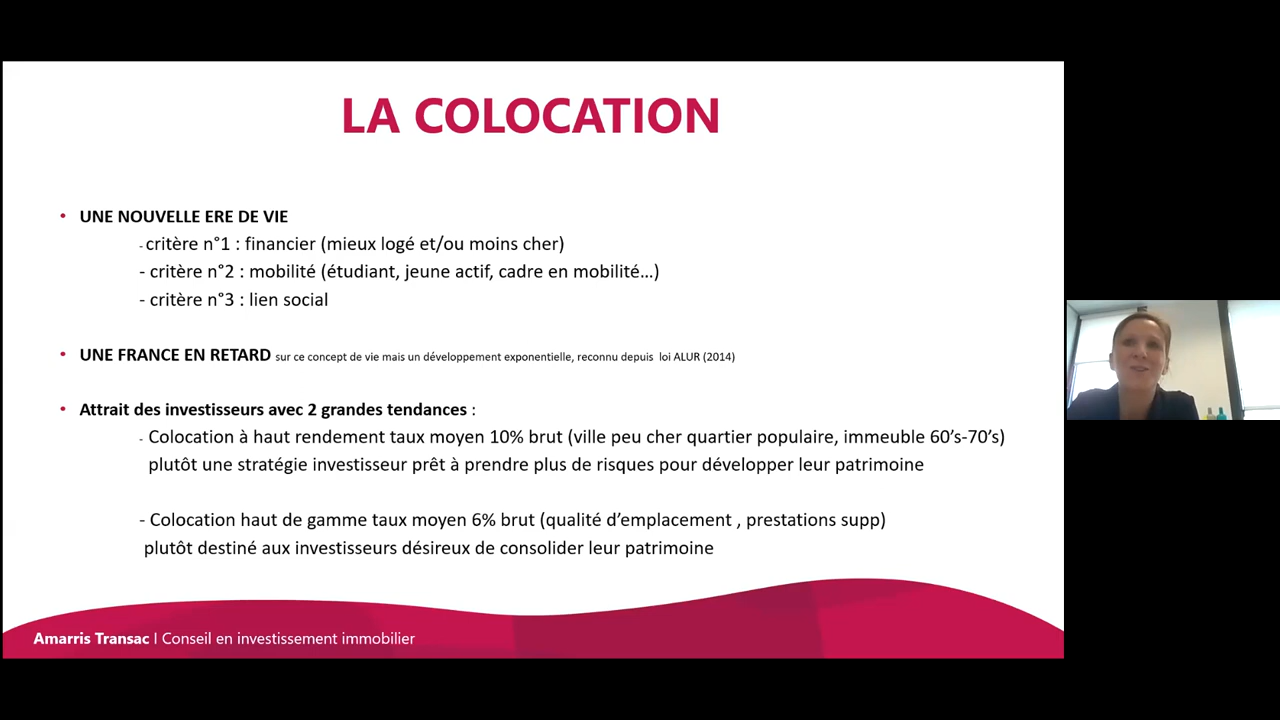 LA COLOCATION
• UNE NOUVELLE ERE DE VIE
- critère n°1 : financier (mieux logé et/ou moins cher)
- critère n°2 : mobilité (étudiant, jeune actif, cadre en mobilité…)
- critère n°3 : lien social
• UNE FRANCE EN RETARD sur ce concept de vie mais un développement exponentielle, reconnu depuis loi ALUR (2014)
• Attrait des investisseurs avec 2 grandes tendances :
- Colocation à haut rendement taux moyen 10% brut (ville peu cher quartier populaire, immeuble 60’s-70’s)
plutôt une stratégie investisseur prêt à prendre plus de risques pour développer leur patrimoine
- Colocation haut de gamme taux moyen 6% brut (qualité d’emplacement , prestations supp)
plutôt destiné aux investisseurs désireux de consolider leur patrimoine
Amarris Transac l Conseil en investissement immobilier